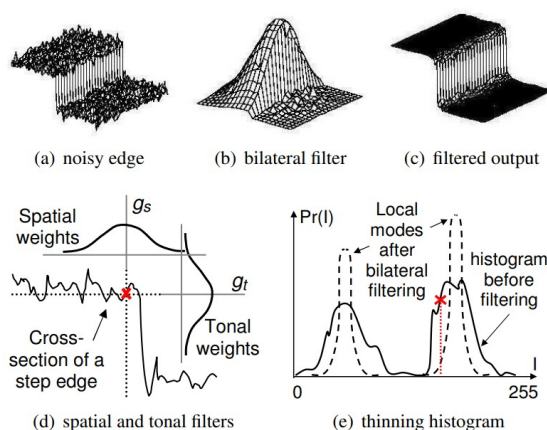 (a) noisy edge
(b) bilateral filter
(c) filtered output
Spatial
weights
gs
gt
Cross-
section of a
step edge
Tonal
weights
(d) spatial and tonal filters
Pr(I)
Local
modes
after
bilateral
filtering
histogram
before
filtering
I
0
255
(e) thinning histogram